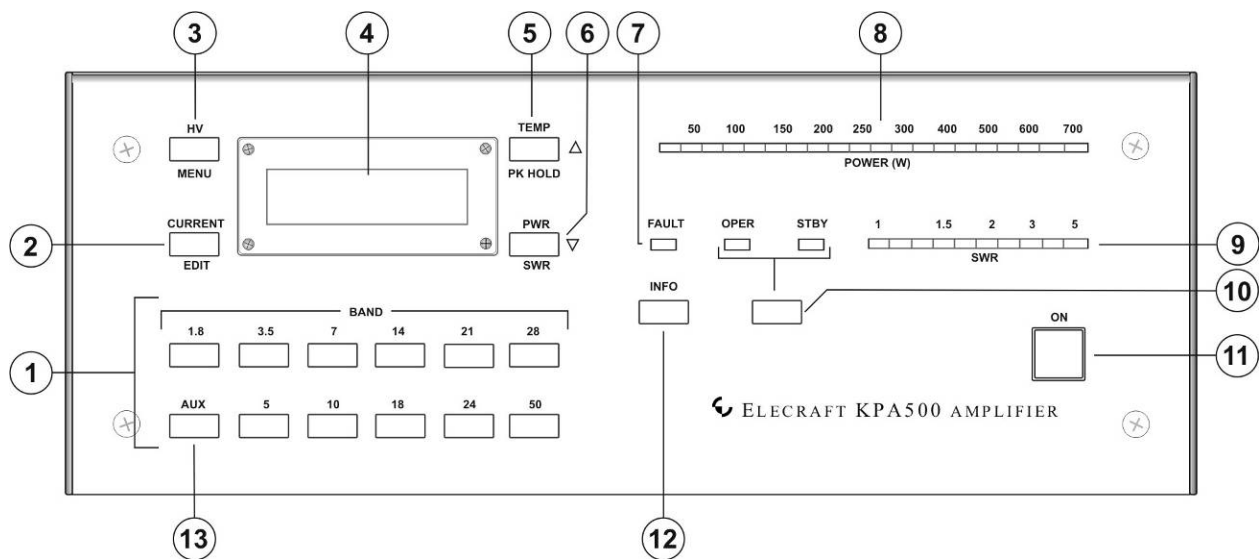 3 4 5 6 7 8
HV
MENU
TEMP
PK HOLD
50 100 150 200 250 300 400 500 600 700
POWER (W)
2
CURRENT
EDIT
PWR
SWR
FAULT OPER STBY
1 1.5 2 3 5
SWR
9
10
INFO
ON
11
1
BAND
1.8 3.5 7 14 21 28
AUX 5 10 18 24 50
ELECRAFT KPA500 AMPLIFIER
13 12